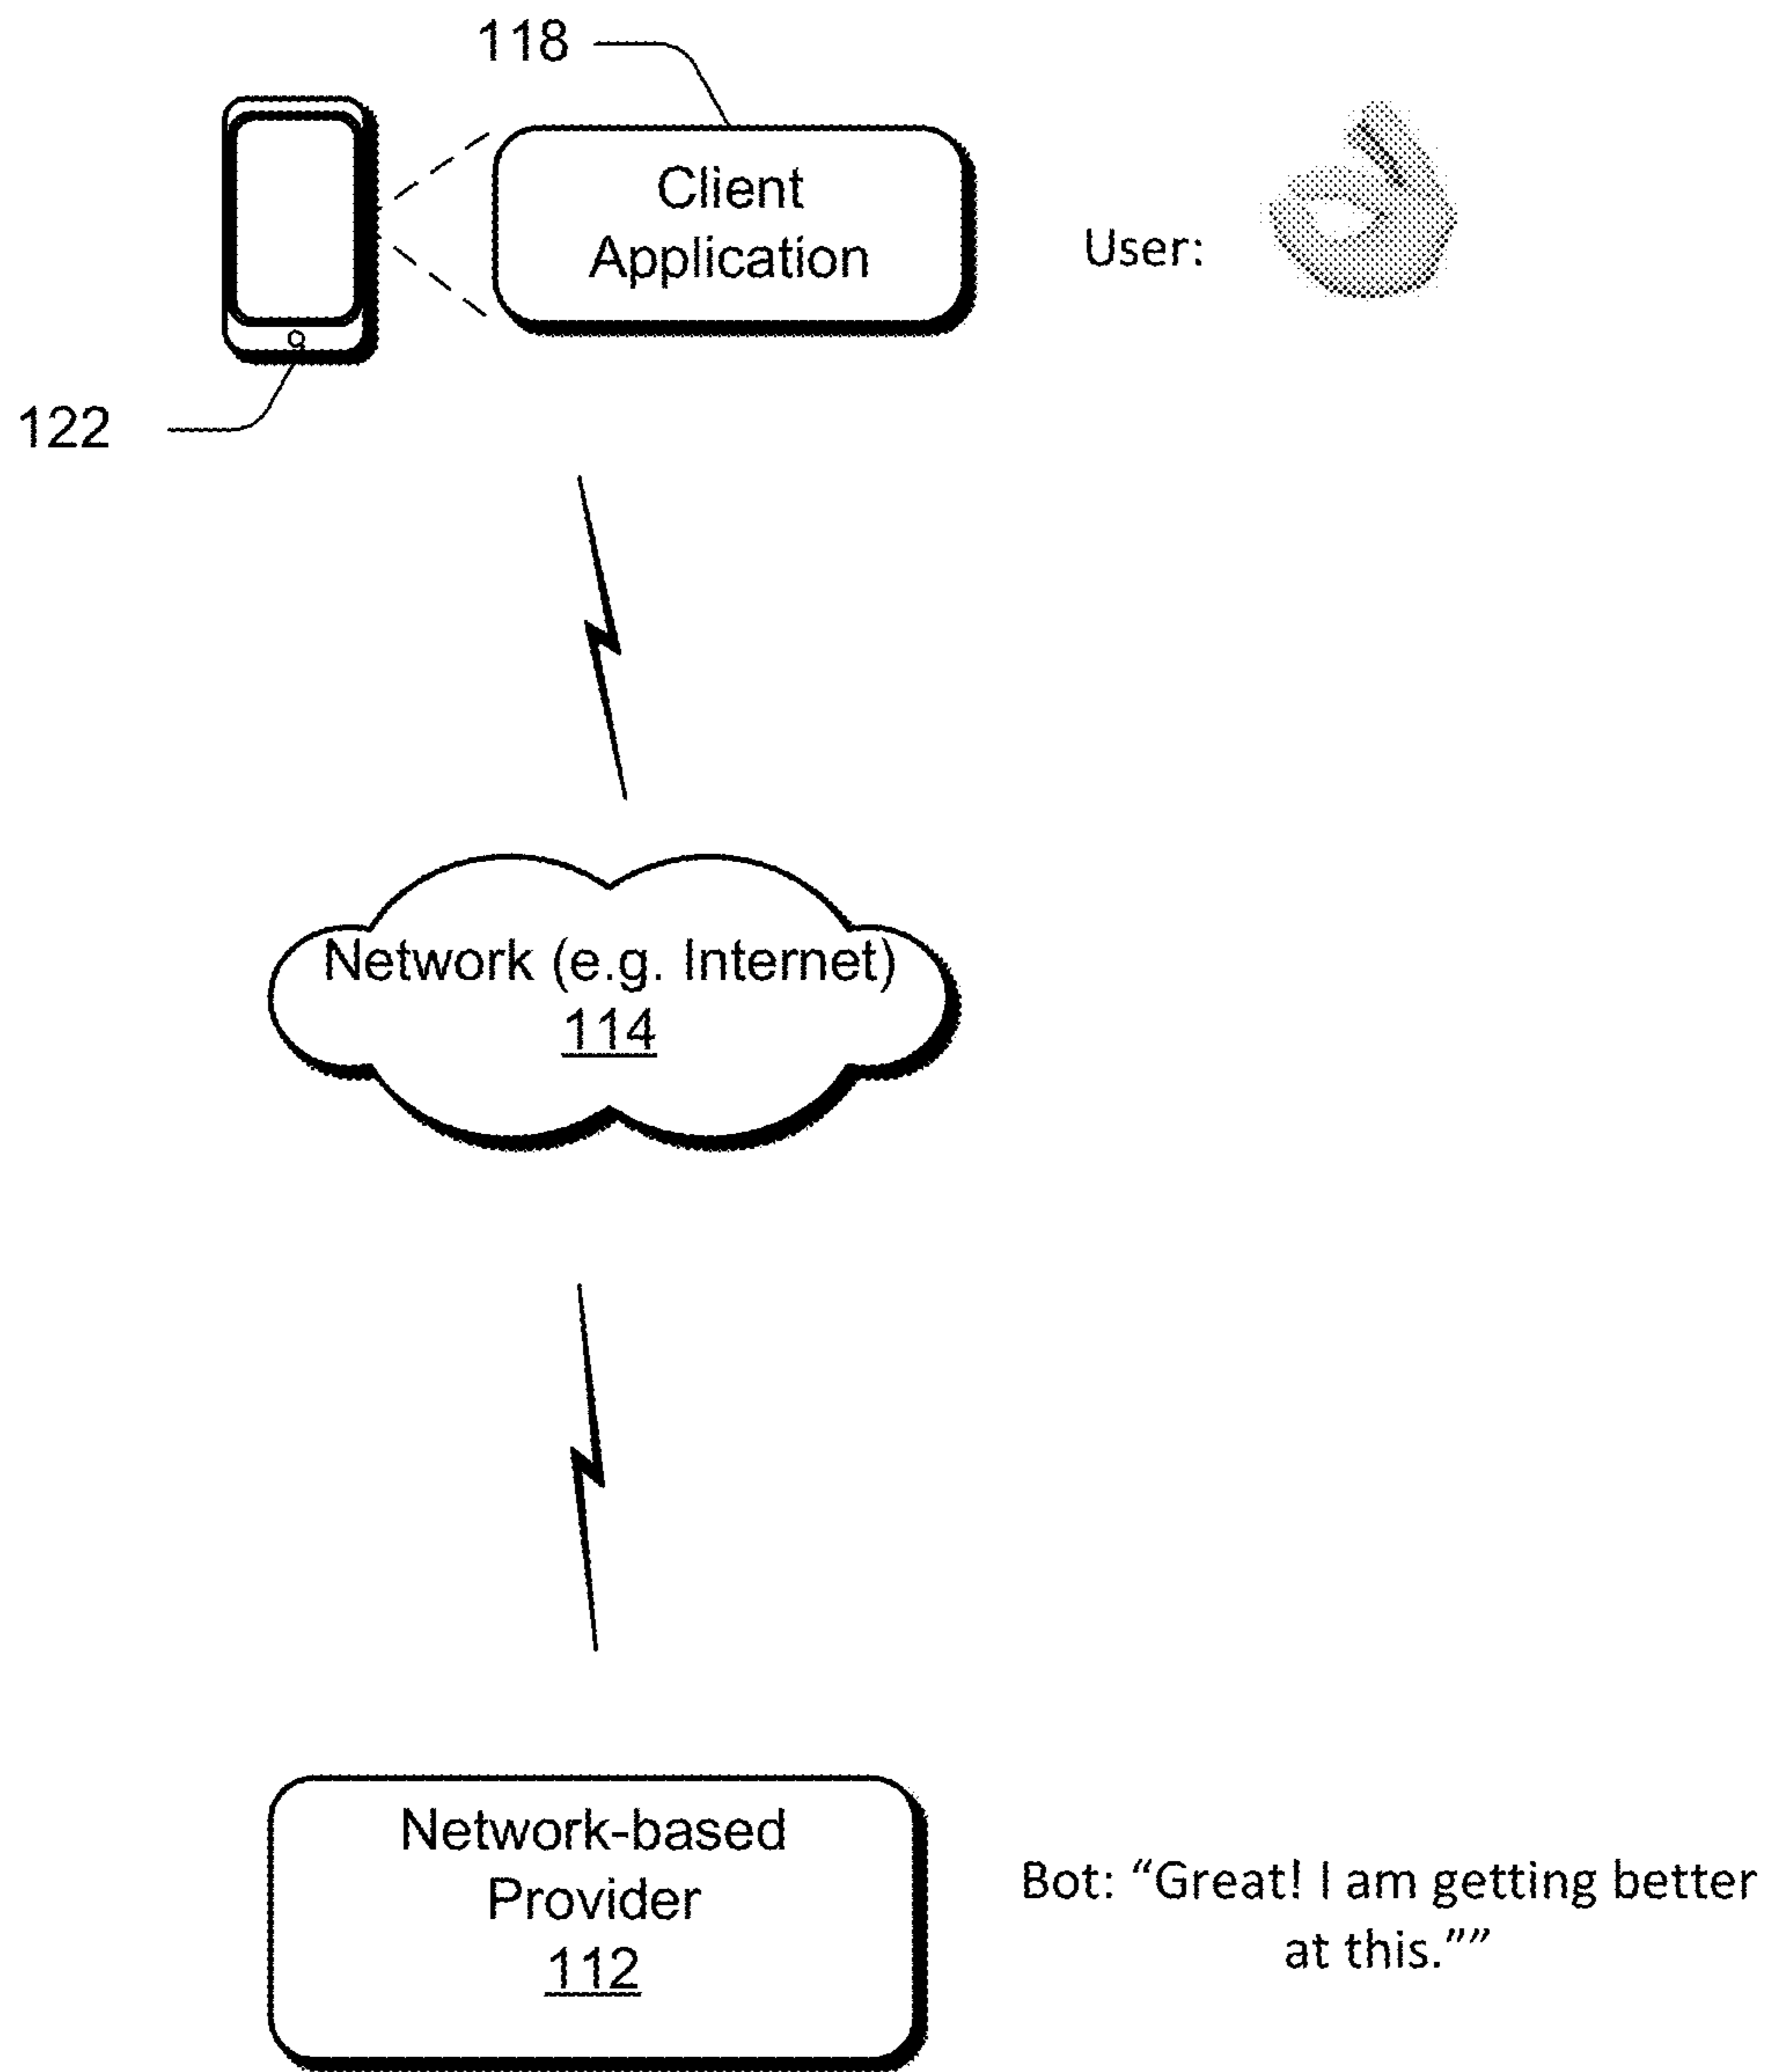 118
Client
Application
User:
122
Network (e.g. Internet)
114
Network-based
Provider
112
Bot: “Great! I am getting better
at this.””